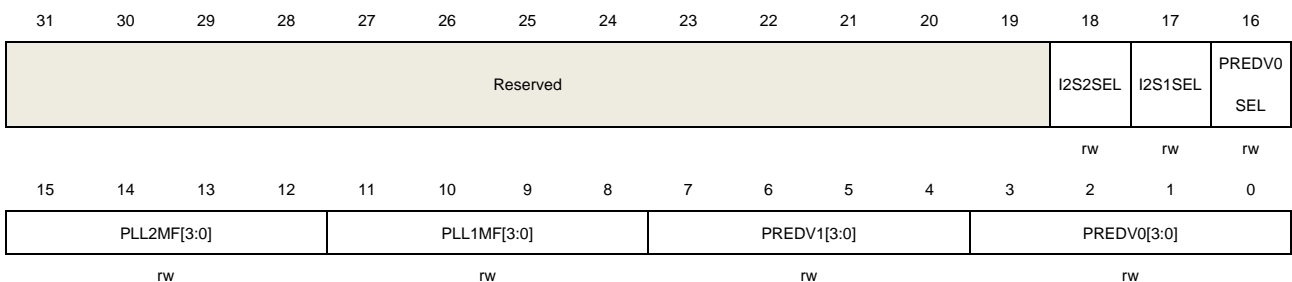 31 30 29 28 27 26 25 24 23 22 21 20 19 18 17 16
Reserved I2S2SEL I2S1SEL PREDV0
SEL
rw rw rw
15 14 13 12 11 10 9 8 7 6 5 4 3 2 1 0
PLL2MF[3:0] PLL1MF[3:0] PREDV1[3:0] PREDV0[3:0]
rw rw rw rw